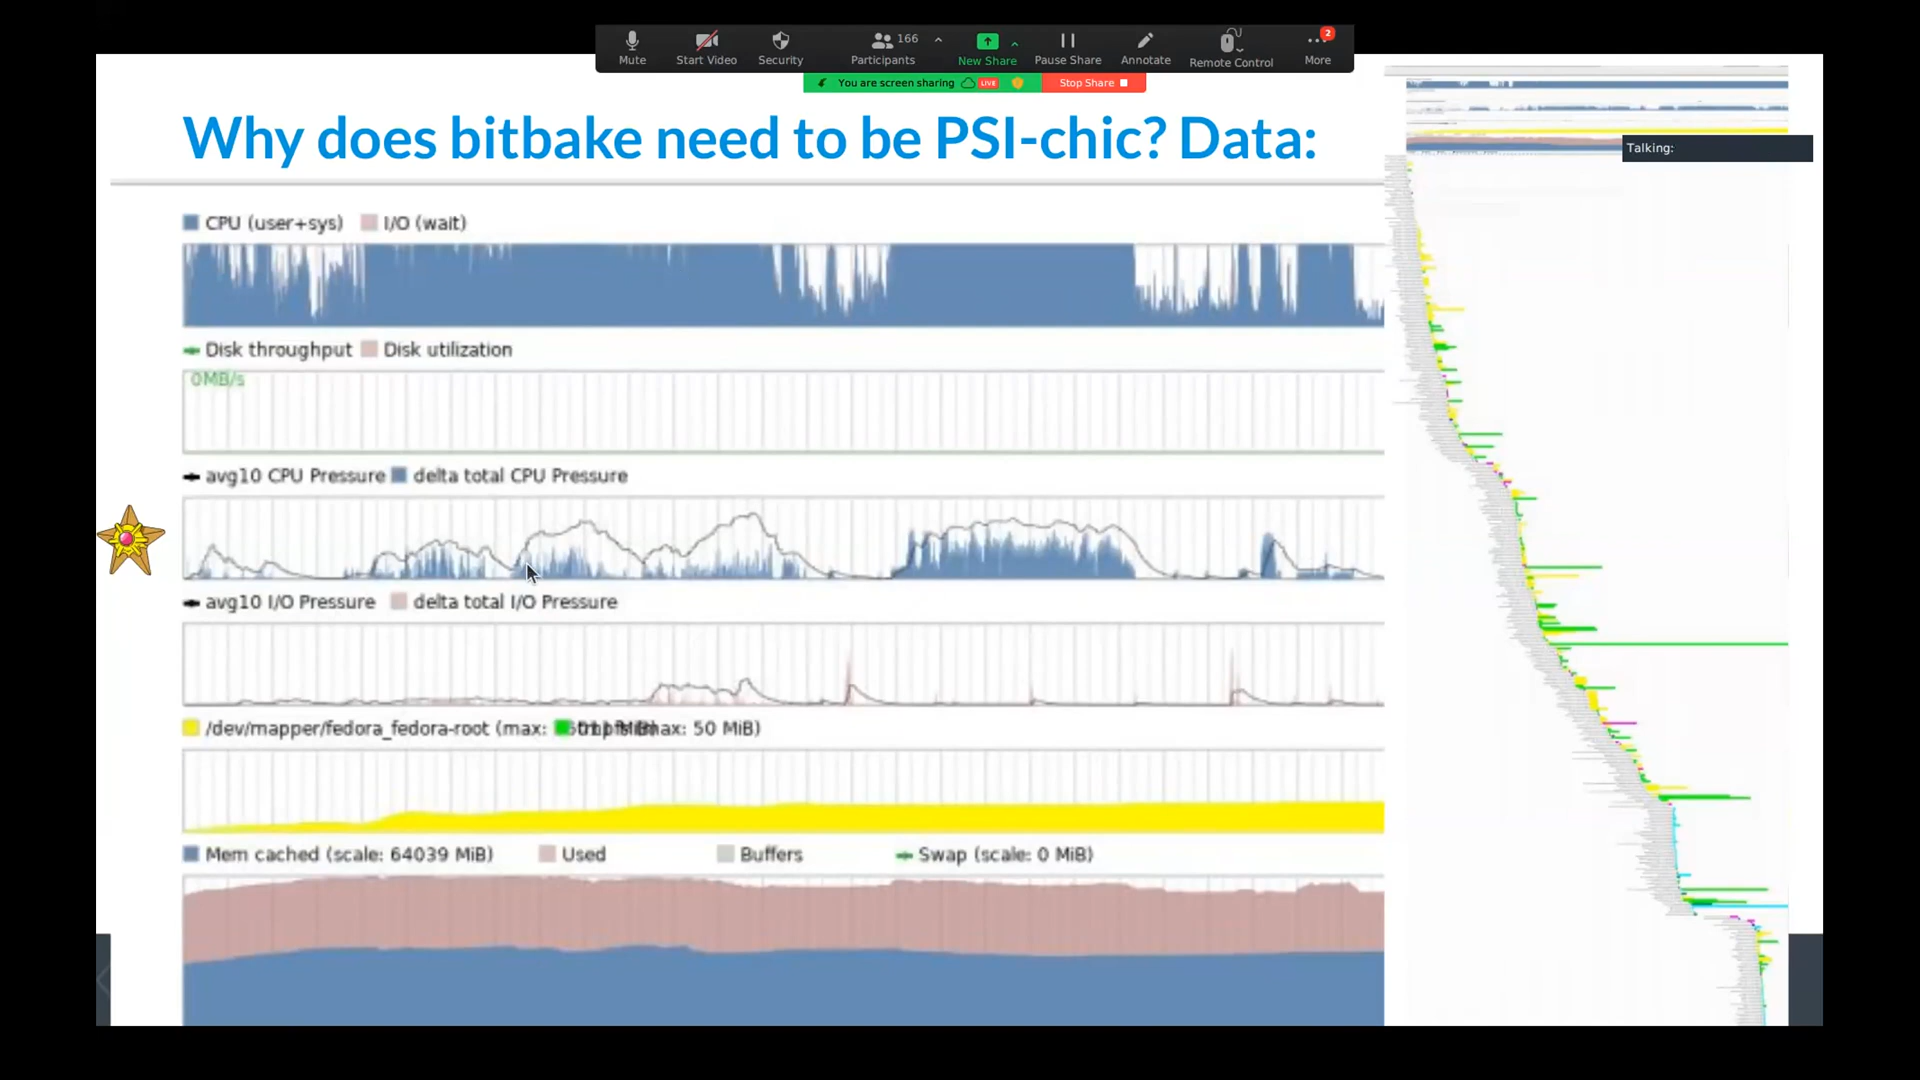 Mute
Start Video
Security
166
Participants
New Share
Pause Share
Annotate
Remote Control
2
More
You are screen sharing
LIVE
Stop Share
Talking:
Why does bitbake need to be PSI-chic? Data:
CPU (user+sys) I/O (wait)
Disk throughput Disk utilization
0MB/s
avg10 CPU Pressure delta total CPU Pressure
avg10 I/O Pressure delta total I/O Pressure
/dev/mapper/fedora_fedora-root (max: max: 50 MiB)
Mem cached (scale: 64039 MiB) Used Buffers Swap (scale: 0 MiB)